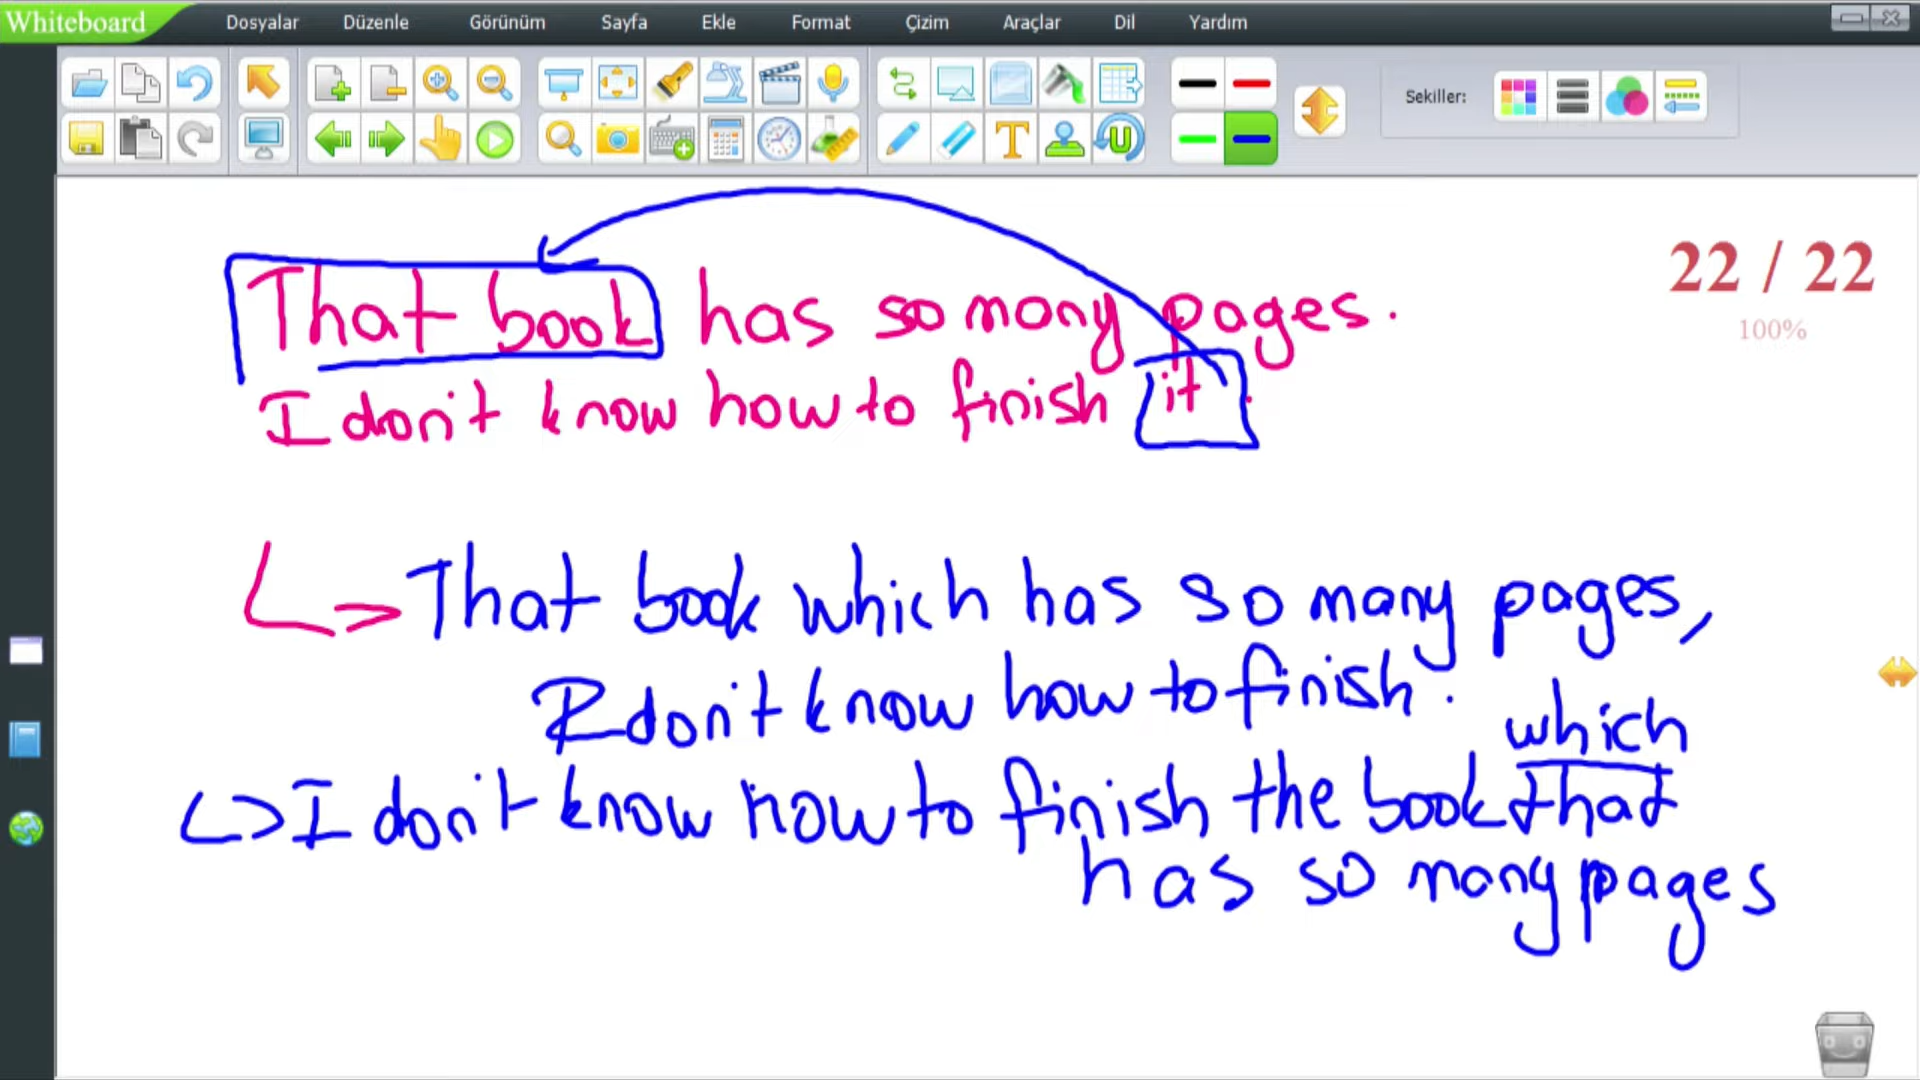 Whiteboard Dosyalar Düzenle Görünüm Sayfa Ekle Format Çizim Araçlar Dil Yardım
Sekiller:
22 / 22
100%
That book has so many pages.
I don't know how to finish it.
That book which has so many pages,
I don't know how to finish.
which
I don't know how to finish the book that
has so many pages